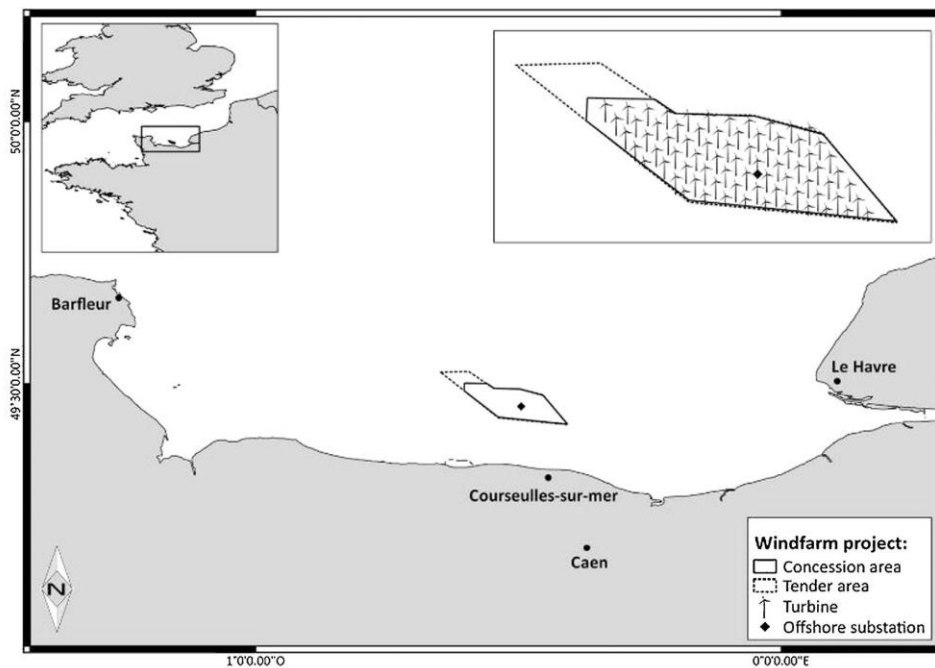 50°0'0.00"N
Barfleur
49°30'0.00"N
Le Havre
Courseulles-sur-mer
Caen
Windfarm project:
Concession area
Tender area
Turbine
Offshore substation
N
1°0'0.00"O
0°0'0.00"E